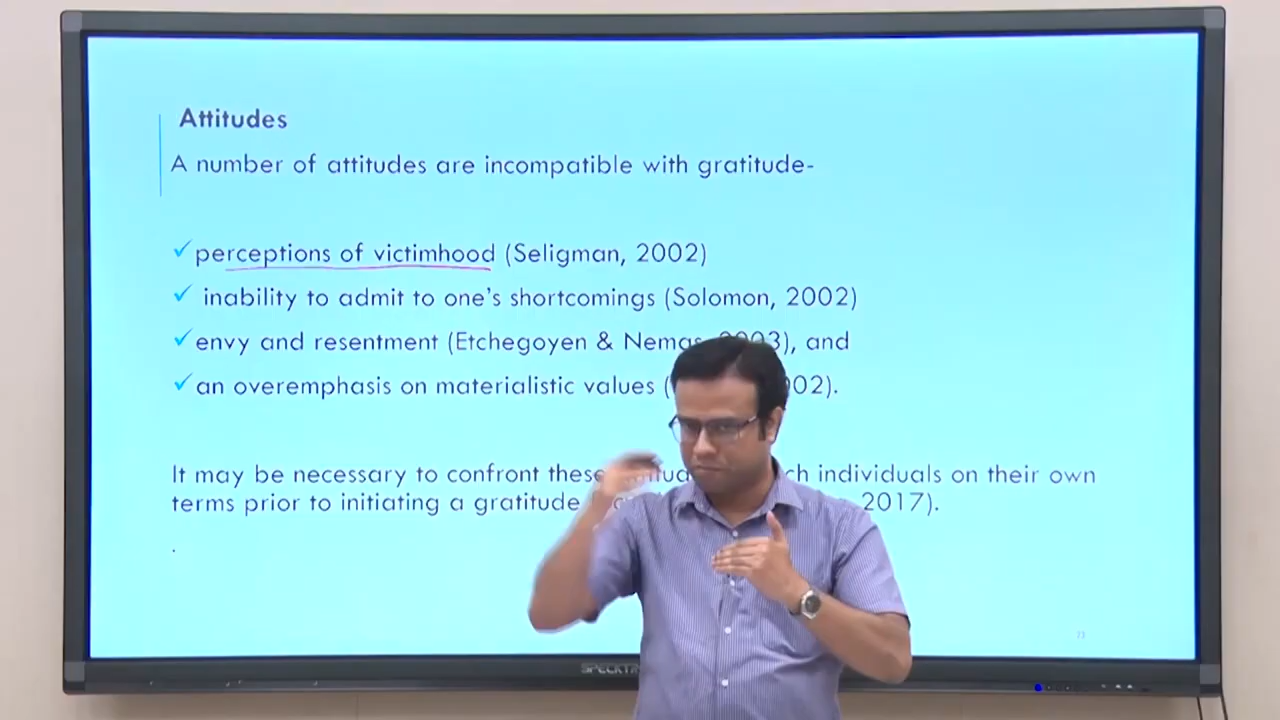 Attitudes
A number of attitudes are incompatible with gratitude-
✓ perceptions of victimhood (Seligman, 2002)
✓ inability to admit to one's shortcomings (Solomon, 2002)
✓ envy and resentment (Etchegoyen & Nemas, 2003), and
✓ an overemphasis on materialistic values ( 02).
It may be necessary to confront these individuals on their own
terms prior to initiating a gratitude 2017).
.
23